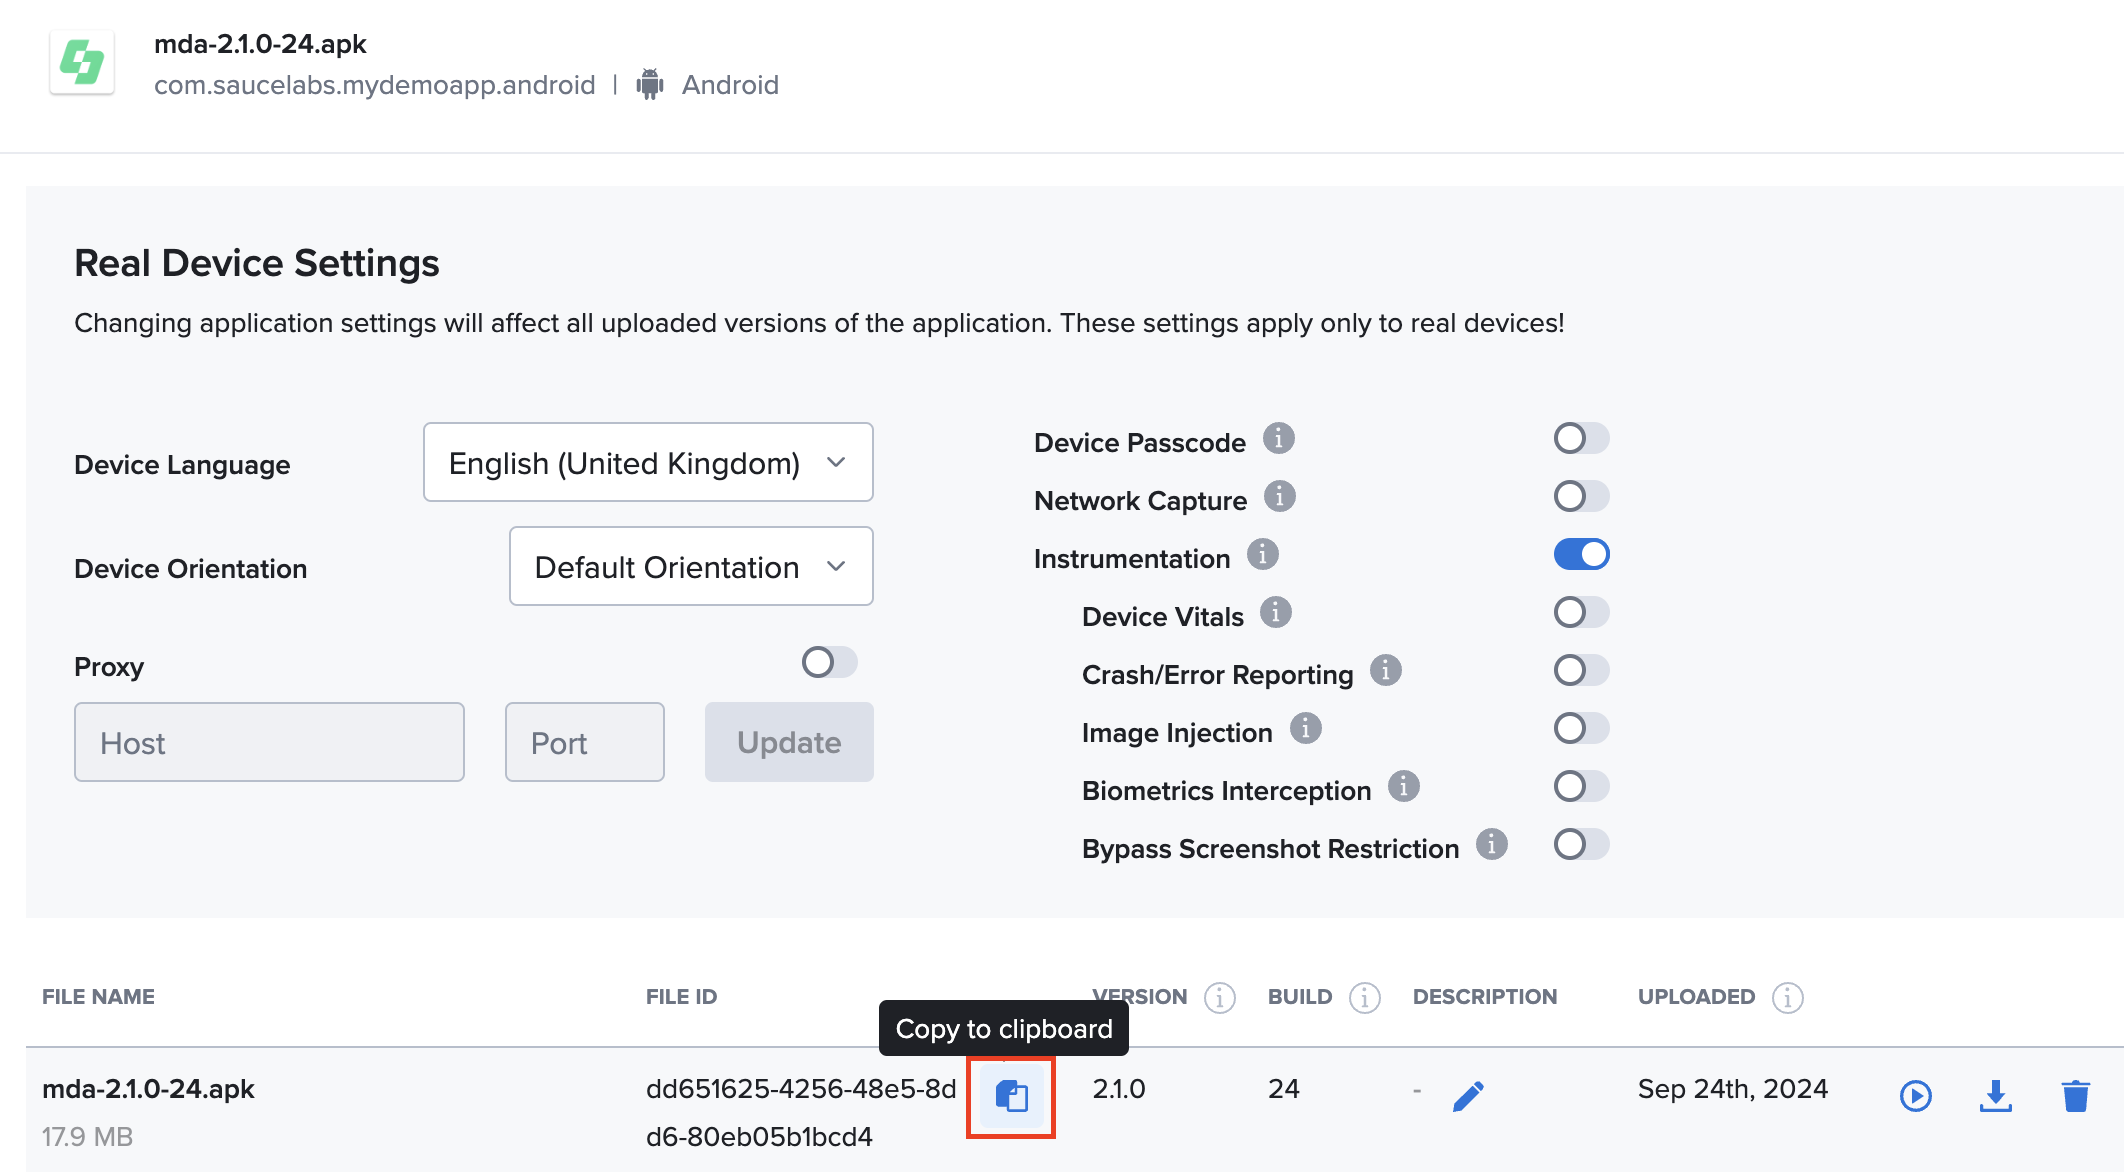 mda-2.1.0-24.apk
com.saucelabs.mydemoapp.android | Android
Real Device Settings
Changing application settings will affect all uploaded versions of the application. These settings apply only to real devices!
Device Language
English (United Kingdom)
Device Orientation
Default Orientation
Proxy
Host
Port
Update
Device Passcode
Network Capture
Instrumentation
Device Vitals
Crash/Error Reporting
Image Injection
Biometrics Interception
Bypass Screenshot Restriction
FILE NAME
FILE ID
VERSION
BUILD
DESCRIPTION
UPLOADED
Copy to clipboard
mda-2.1.0-24.apk
17.9 MB
dd651625-4256-48e5-8d
d6-80eb05b1bcd4
2.1.0
24
-
Sep 24th, 2024